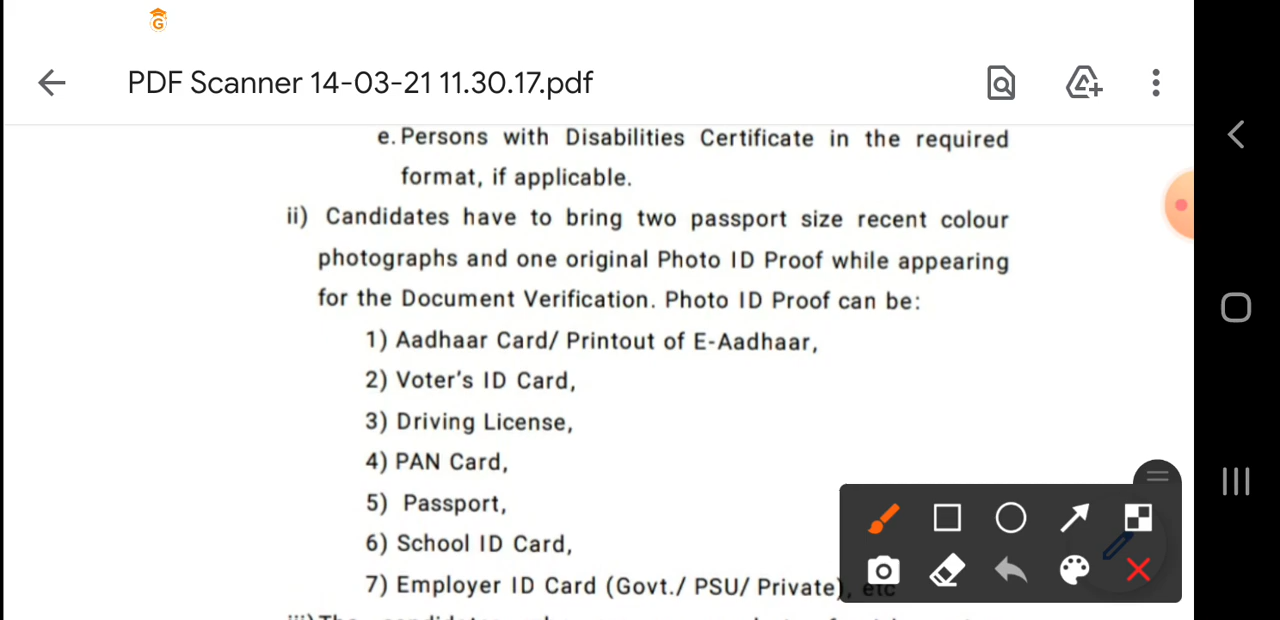 G
PDF Scanner 14-03-21 11.30.17.pdf
e. Persons with Disabilities Certificate in the required
format, if applicable.
ii) Candidates have to bring two passport size recent colour
photographs and one original Photo ID Proof while appearing
for the Document Verification. Photo ID Proof can be:
1) Aadhaar Card/ Printout of E-Aadhaar,
2) Voter's ID Card,
3) Driving License,
4) PAN Card,
5) Passport,
6) School ID Card,
7) Employer ID Card (Govt./ PSU/ Private), etc